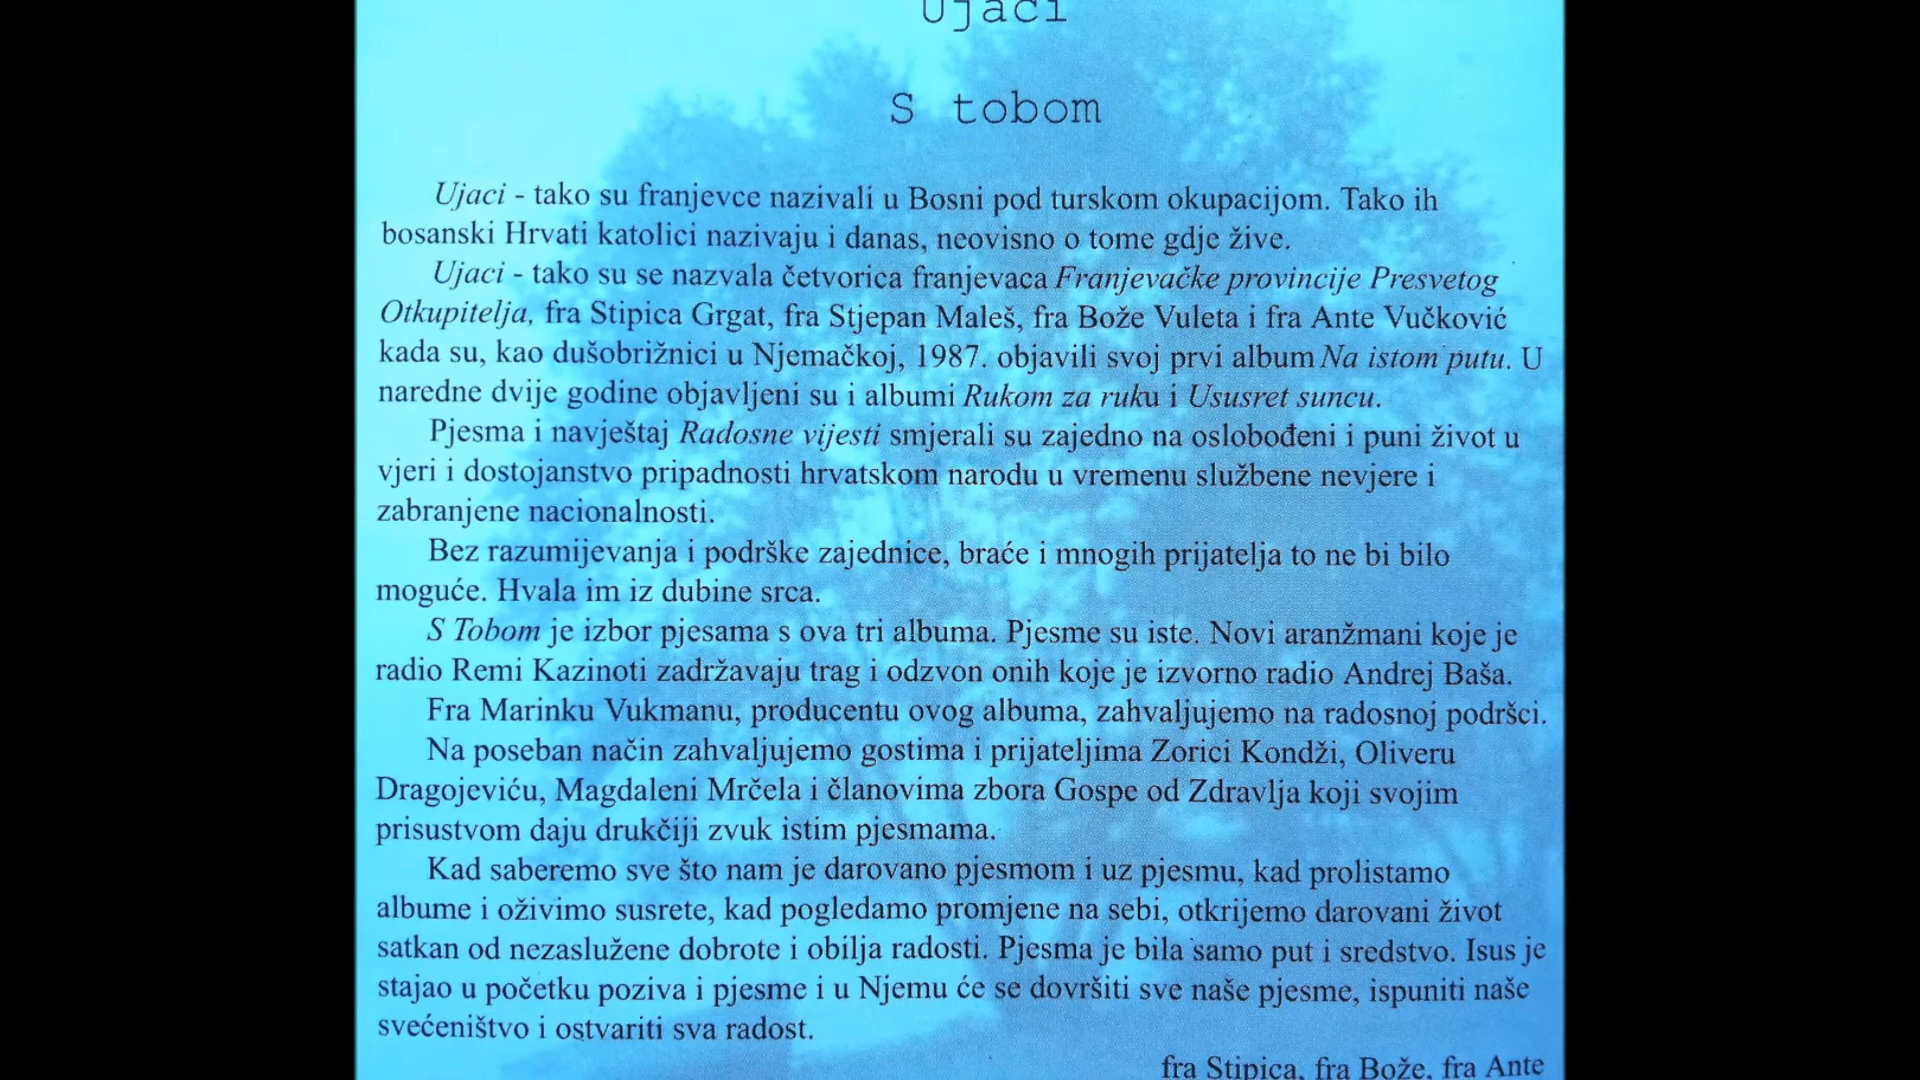 Ujaci
S tobom
Ujaci - tako su franjevce nazivali u Bosni pod turskom okupacijom. Tako ih
bosanski Hrvati katolici nazivaju i danas, neovisno o tome gdje žive.
Ujaci - tako su se nazvala četvorica franjevaca Franjevačke provincije Presvetog
Otkupitelja, fra Stipica Grgat, fra Stjepan Maleš, fra Bože Vuleta i fra Ante Vučković
kada su, kao dušobrižnici u Njemačkoj, 1987. objavili svoj prvi album Na istom putu. U
naredne dvije godine objavljeni su i albumi Rukom za ruku i Ususret suncu.
Pjesma i navještaj Radosne vijesti smjerali su zajedno na oslobođeni i puni život u
vjeri i dostojanstvo pripadnosti hrvatskom narodu u vremenu službene nevjere i
zabranjene nacionalnosti.
Bez razumijevanja i podrške zajednice, braće i mnogih prijatelja to ne bi bilo
moguće. Hvala im iz dubine srca.
S Tobom je izbor pjesama s ova tri albuma. Pjesme su iste. Novi aranžmani koje je
radio Remi Kazinoti zadržavaju trag i odzvon onih koje je izvorno radio Andrej Baša.
Fra Marinku Vukmanu, producentu ovog albuma, zahvaljujemo na radosnoj podršci.
Na poseban način zahvaljujemo gostima i prijateljima Zorici Kondži, Oliveru
Dragojeviću, Magdaleni Mrčela i članovima zbora Gospe od Zdravlja koji svojim
prisustvom daju drukčiji zvuk istim pjesmama.
Kad saberemo sve što nam je darovano pjesmom i uz pjesmu, kad prolistamo
albume i oživimo susrete, kad pogledamo promjene na sebi, otkrijemo darovani život
satkan od nezaslužene dobrote i obilja radosti. Pjesma je bila samo put i sredstvo. Isus je
stajao u početku poziva i pjesme i u Njemu će se dovršiti sve naše pjesme, ispuniti naše
svećeništvo i ostvariti sva radost.
fra Stipica, fra Bože, fra Ante